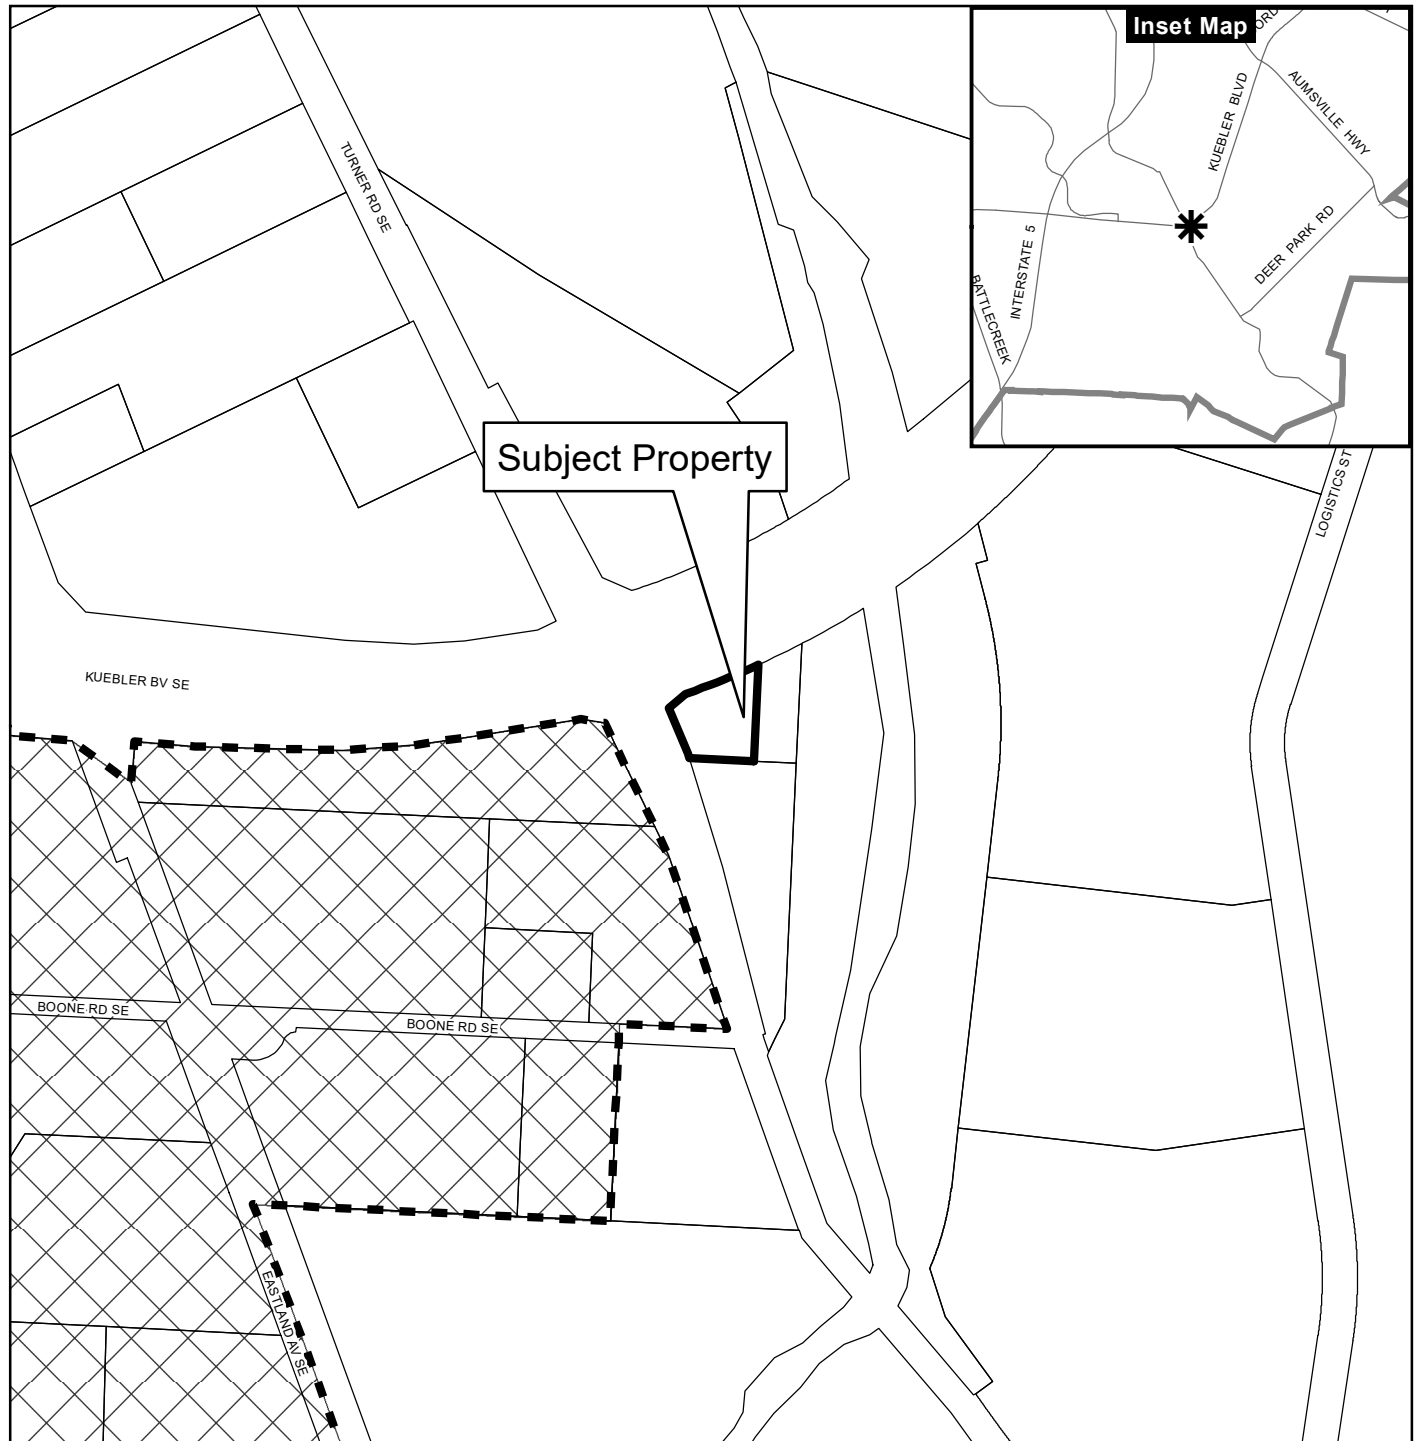 Inset Map
KUEBLER BLVD
AUMSVILLE HWY
DEER PARK RD
INTERSTATE 5
BATTLECREEK
TURNER RD SE
Subject Property
LOGISTICS ST
KUEBLER BV SE
BOONE RD SE
BOONE RD SE
EASTLAND AV SE